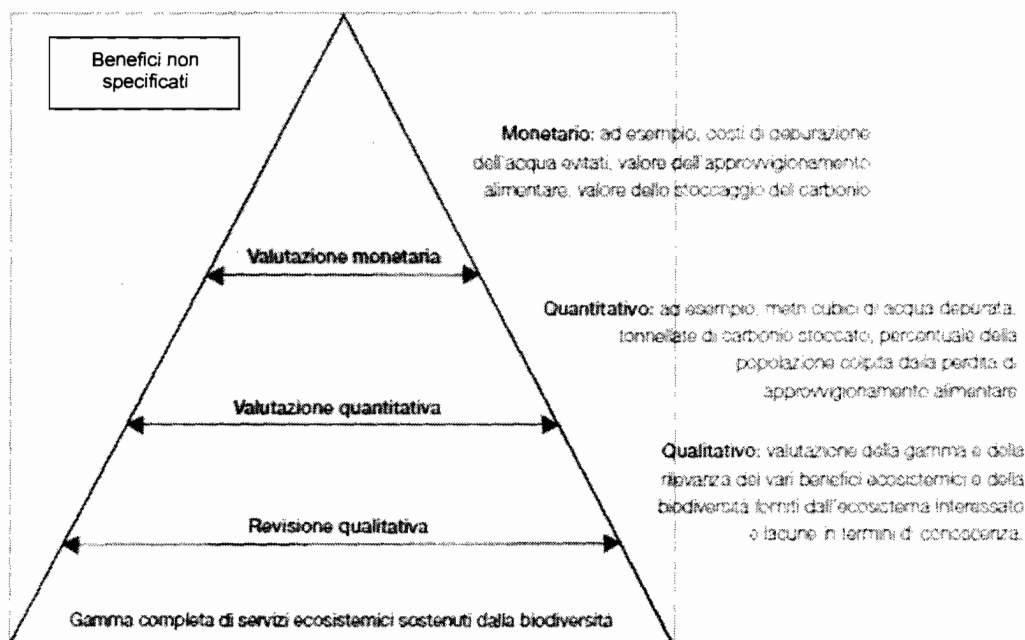 Benefici non
specificati
Monetario: ad esempio, costi di depurazione
dell'acqua evitati, valore dell'approvvigionamento
alimentare, valore dello stoccaggio del carbonio
Valutazione monetaria
Quantitativo: ad esempio, metri cubici di acqua depurata,
tonnellate di carbonio stoccato, percentuale della
popolazione colpita dalla perdita di
approvvigionamento alimentare
Valutazione quantitativa
Qualitativo: valutazione della gamma e della
rilevanza dei vari benefici ecosistemici e della
biodiversità forniti dall'ecosistema interessato
e lacune in termini di conoscenza.
Revisione qualitativa
Gamma completa di servizi ecosistemici sostenuti dalla biodiversità